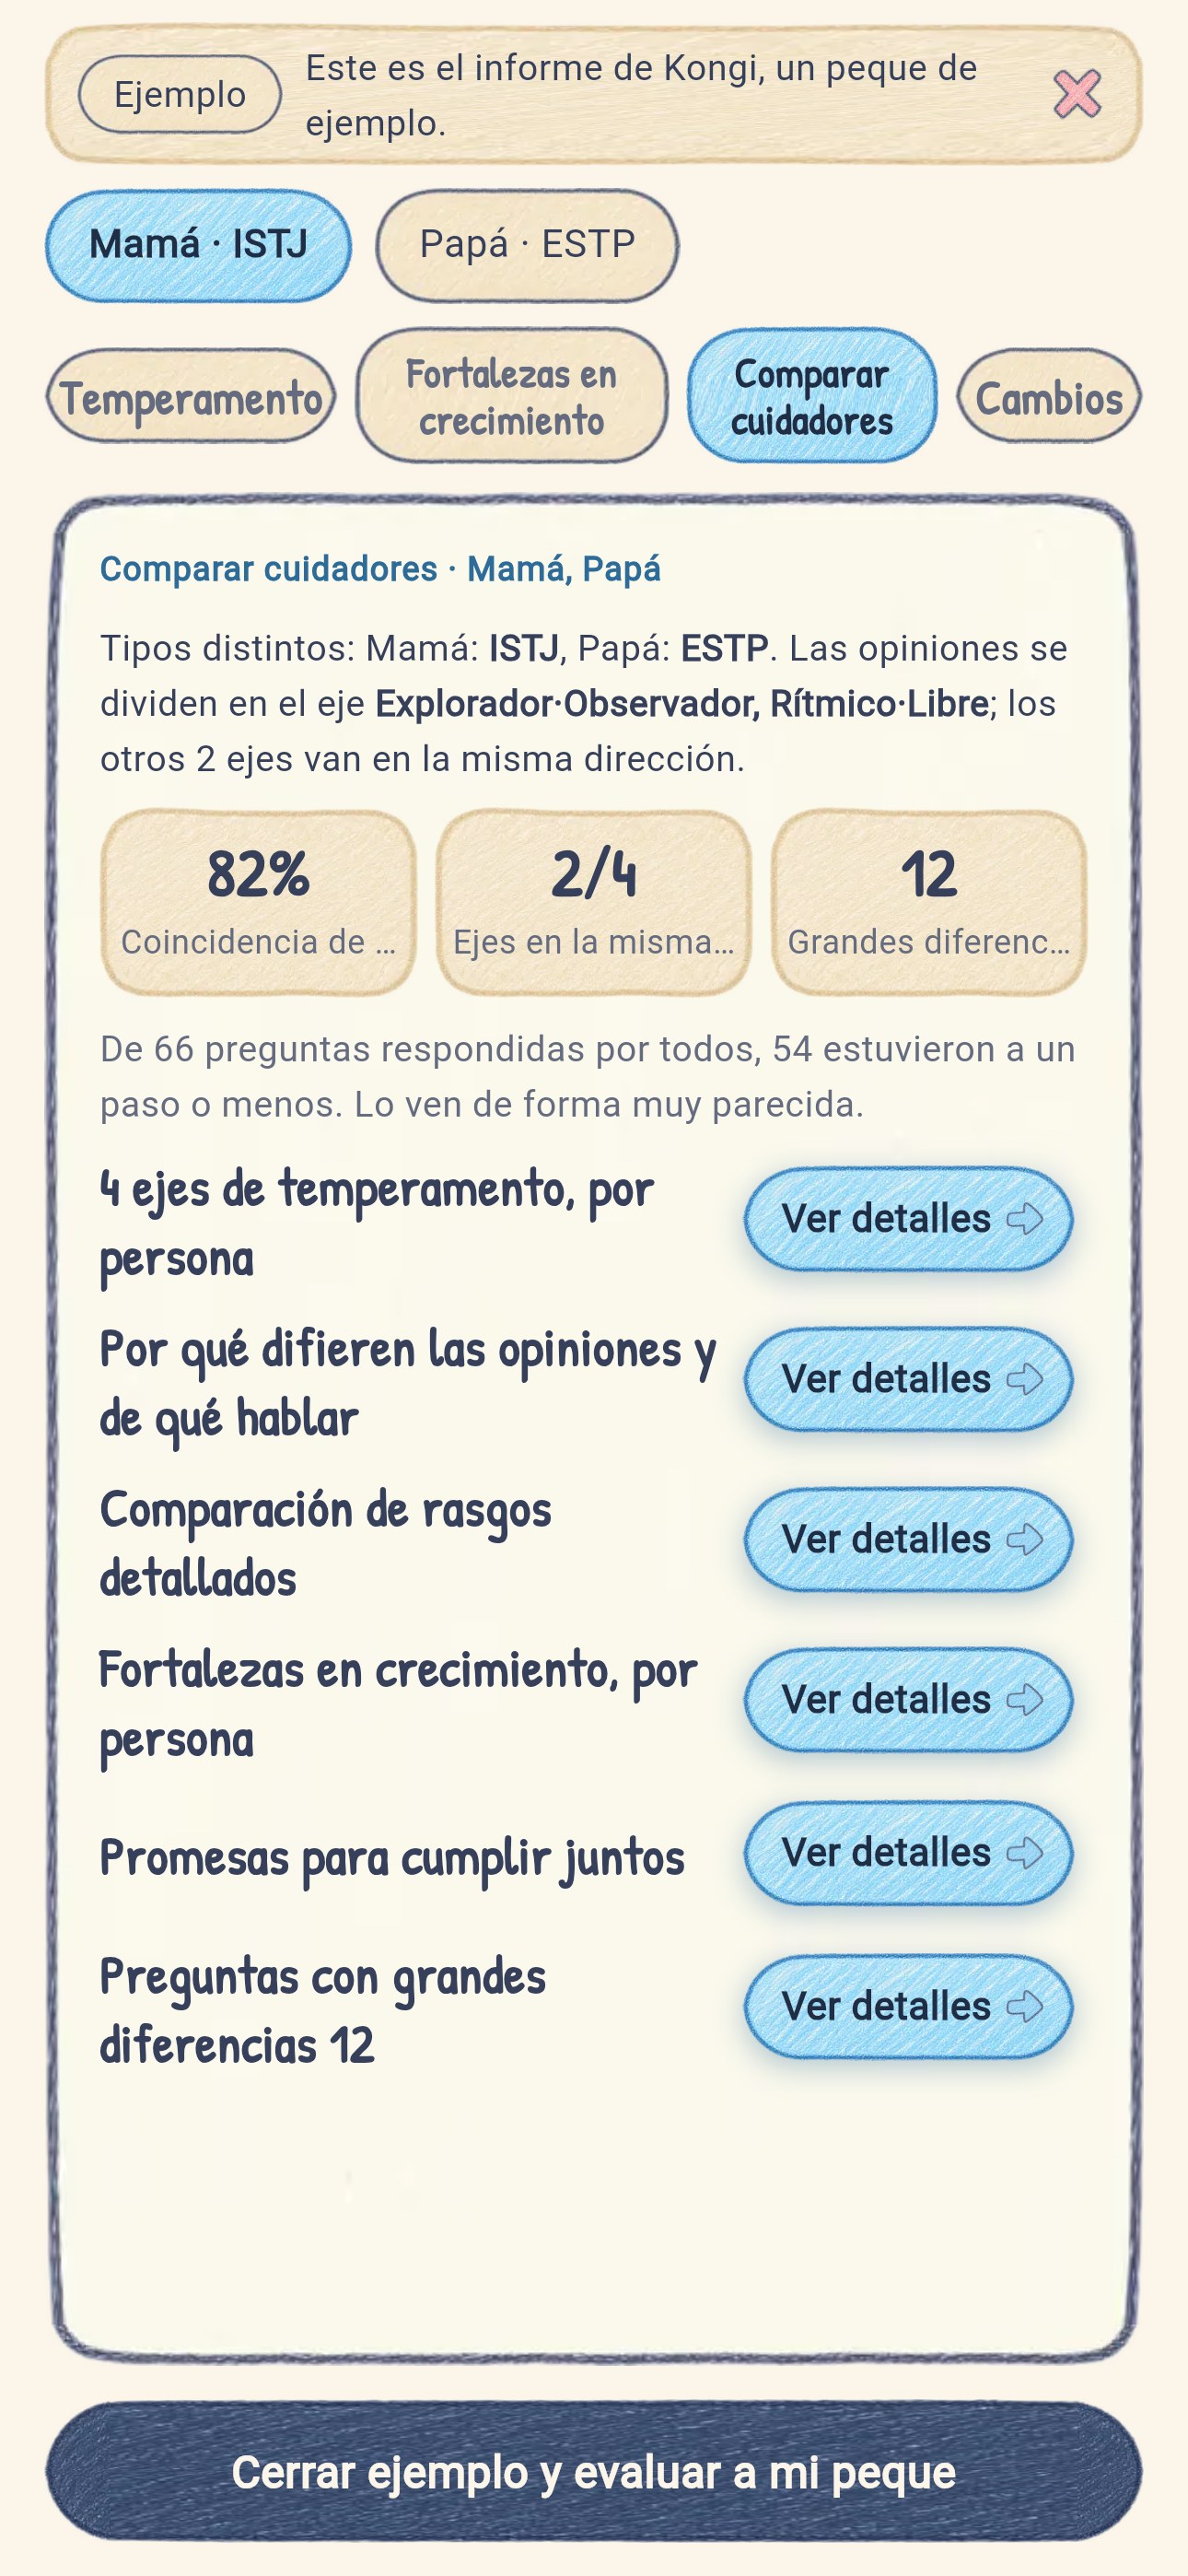 Ejemplo
Este es el informe de Kongi, un peque de
ejemplo.
Mamá · ISTJ
Papá · ESTP
Temperamento
Fortalezas en
crecimiento
Comparar
cuidadores
Cambios
Comparar cuidadores · Mamá, Papá
Tipos distintos: Mamá: ISTJ, Papá: ESTP. Las opiniones se
dividen en el eje Explorador·Observador, Rítmico·Libre; los
otros 2 ejes van en la misma dirección.
82%
Coincidencia de ...
2/4
Ejes en la misma...
12
Grandes diferenc...
De 66 preguntas respondidas por todos, 54 estuvieron a un
paso o menos. Lo ven de forma muy parecida.
4 ejes de temperamento, por
persona
Ver detalles
Por qué difieren las opiniones y
de qué hablar
Ver detalles
Comparación de rasgos
detallados
Ver detalles
Fortalezas en crecimiento, por
persona
Ver detalles
Promesas para cumplir juntos
Ver detalles
Preguntas con grandes
diferencias 12
Ver detalles
Cerrar ejemplo y evaluar a mi peque